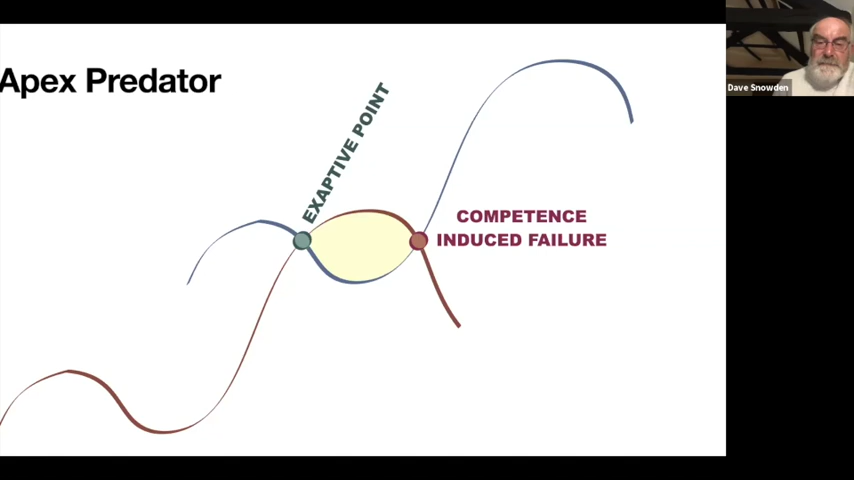 Apex Predator
Dave Snowden
EXAPTIVE POINT
COMPETENCE
INDUCED FAILURE